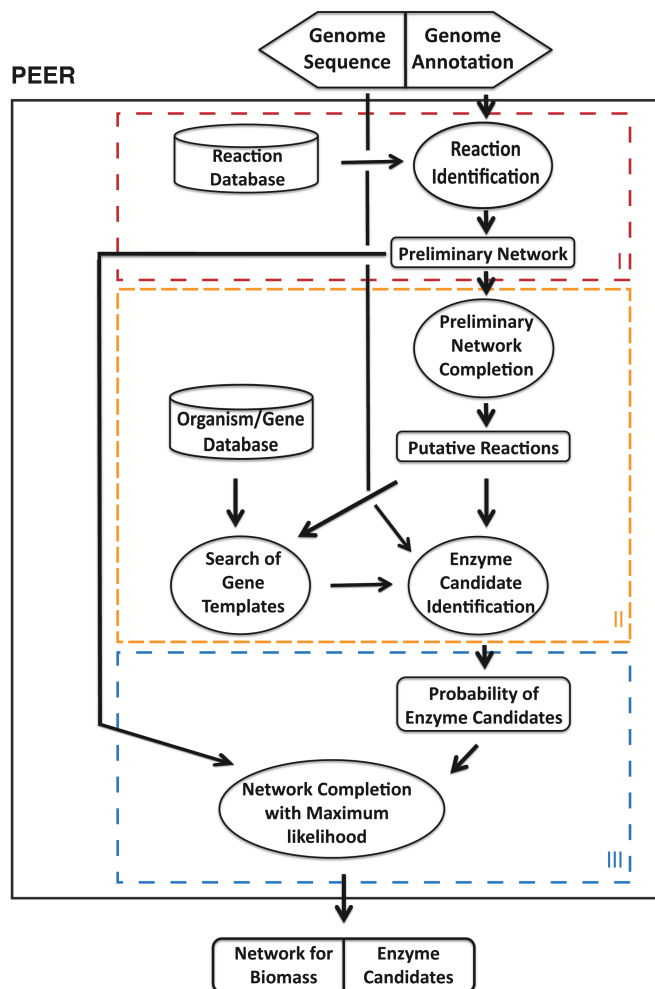 PEER
Genome
Sequence
Genome
Annotation
Reaction
Database
Reaction
Identification
Preliminary Network
I
Preliminary
Network
Completion
Organism/Gene
Database
Putative Reactions
Search of
Gene
Templates
Enzyme
Candidate
Identification
II
Probability of
Enzyme Candidates
Network Completion
with Maximum
likelihood
III
Network for
Biomass
Enzyme
Candidates